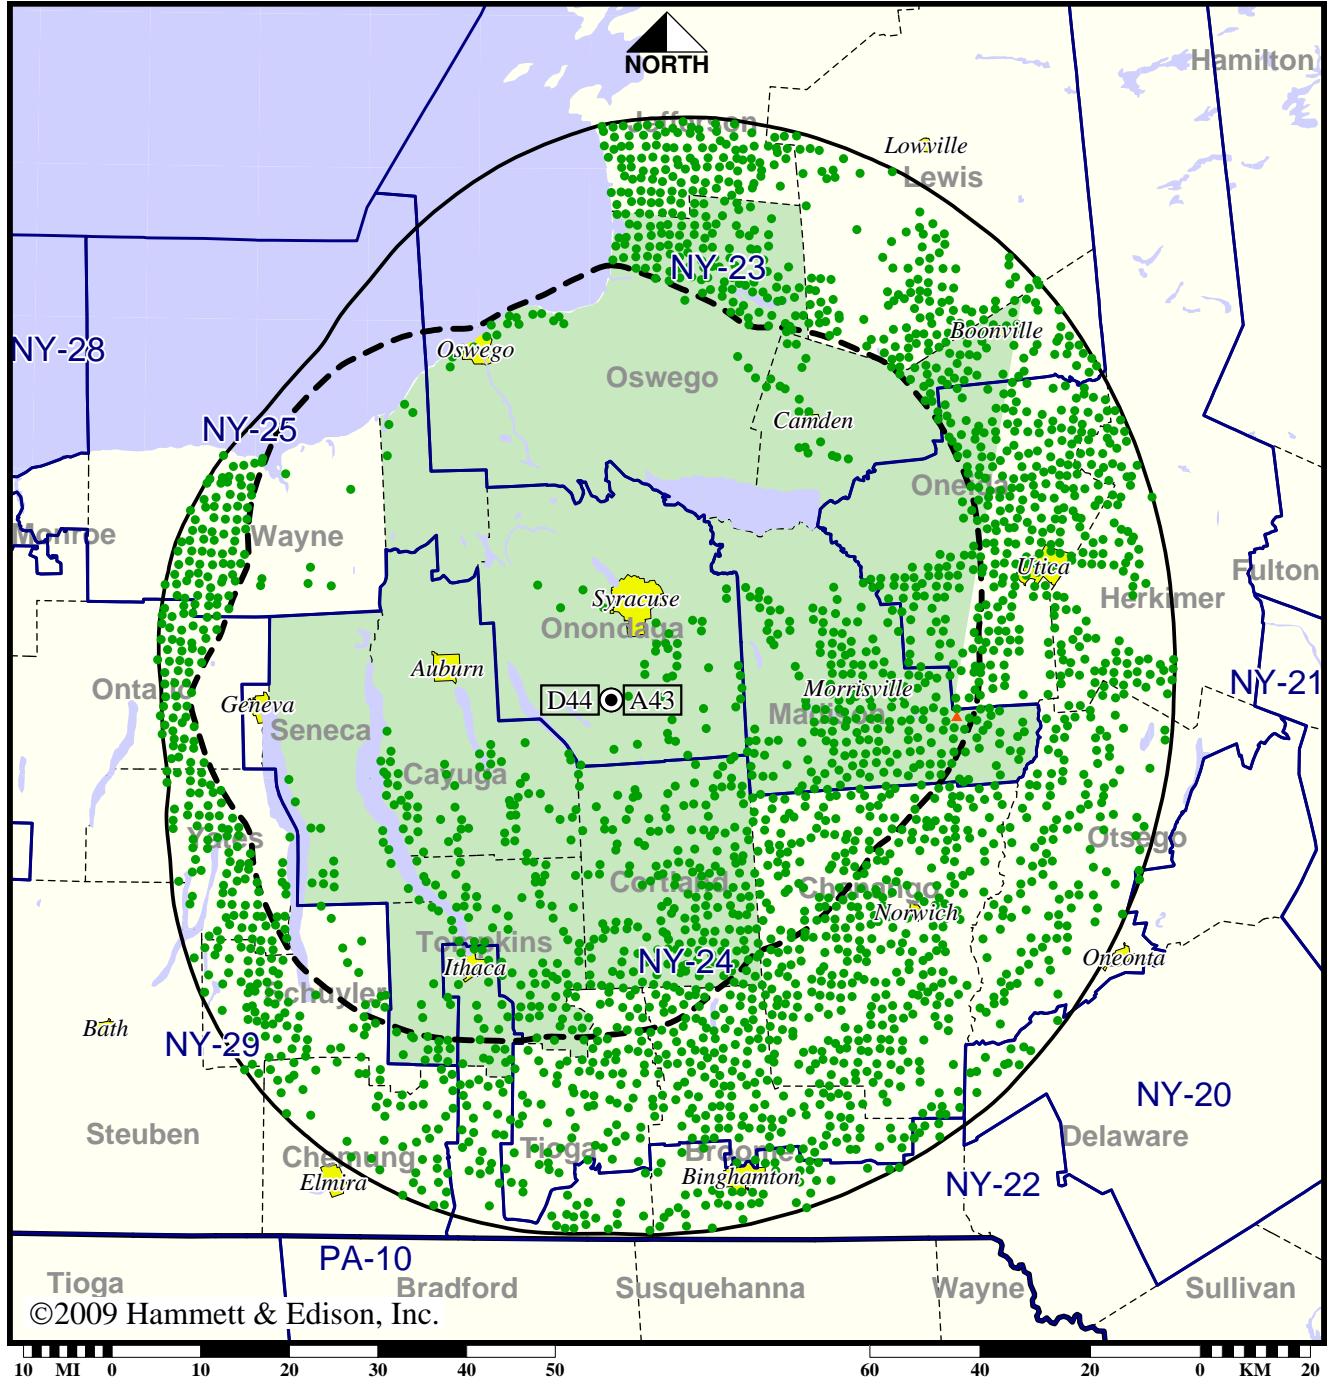 NORTH
Hamilton
Jefferson
Lowville
Lewis
NY-23
Boonville
NY-28
Oswego
Oswego
Camden
NY-25
Oneida
Monroe
Wayne
Utica
Fulton
Syracuse
Herkimer
Onondaga
Auburn
Ontario
Morrisville
NY-21
Geneva
D44 A43
Madison
Seneca
Cayuga
Yates
Otsego
Cortland
Chenango
Norwich
Tompkins
Ithaca
NY-24
Oneonta
chuyler
Bath
NY-29
NY-20
Steuben
Delaware
Chemung
Tioga
Broome
Elmira
Binghamton
NY-22
PA-10
Tioga
Bradford
Susquehanna
Wayne
Sullivan
©2009 Hammett & Edison, Inc.
10 MI 0 10 20 30 40 50 60 40 20 0 KM 20